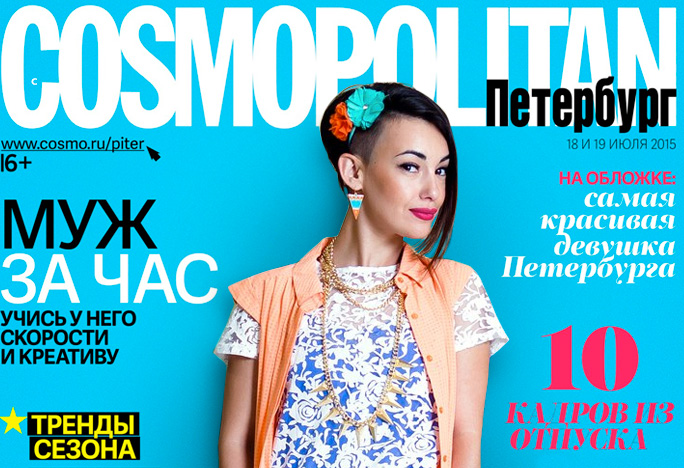 COSMOPOLITAN
Петербург
18 И 19 ИЮЛЯ 2015
www.cosmo.ru/piter
16+
МУЖ
ЗА ЧАС
УЧИСЬ У НЕГО
СКОРОСТИ
И КРЕАТИВУ
ТРЕНДЫ
СЕЗОНА
НА ОБЛОЖКЕ:
самая
красивая
девушка
Петербурга
10
КАДРОВ ИЗ
ОТПУСКА